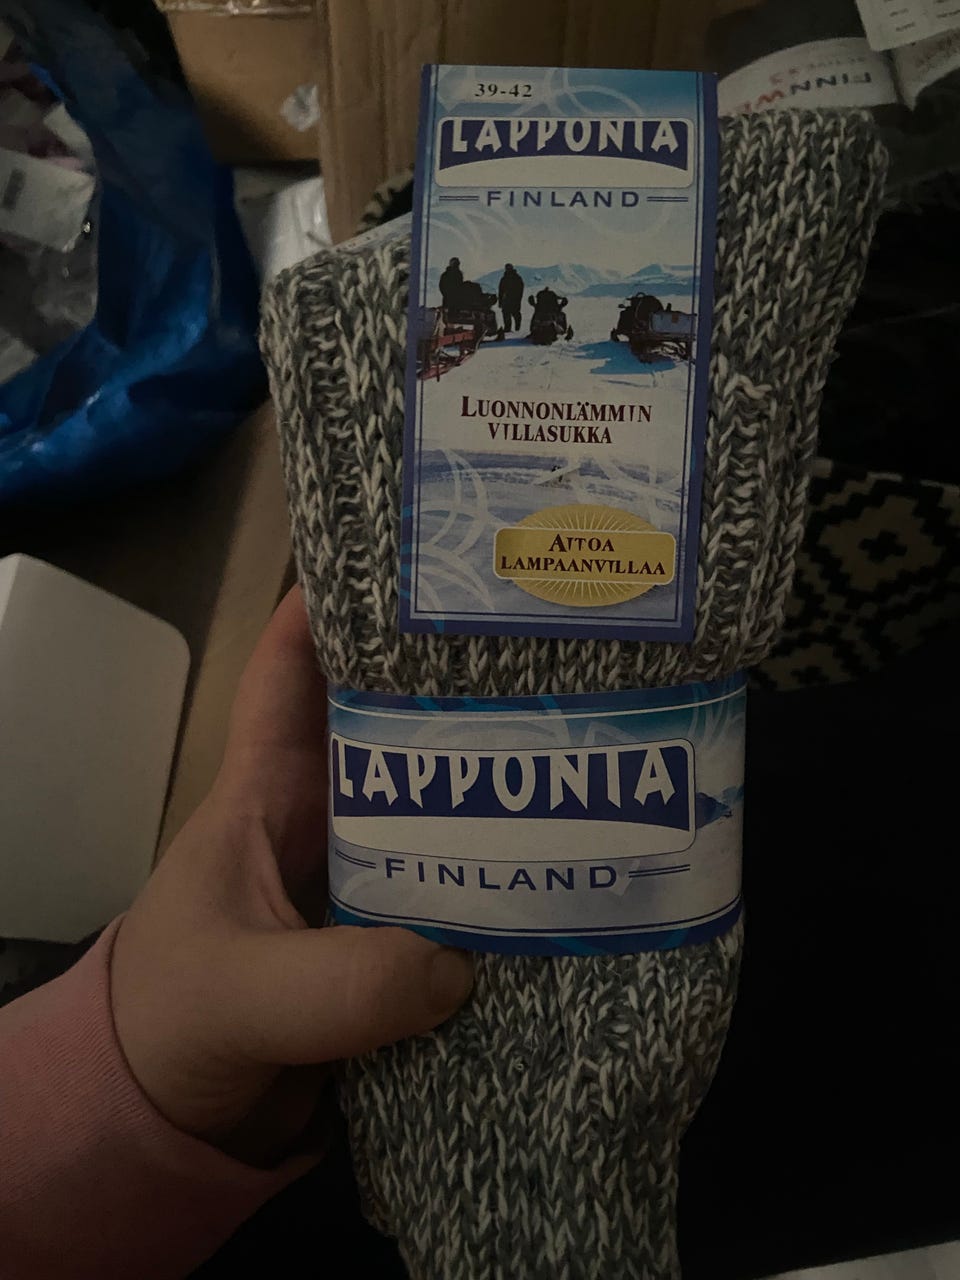 39-42
LAPPONIA
FINLAND
LUONNONLÄMMIN
VILLASUKKA
AITOA
LAMPAANVILLAA
LAPPONIA
FINLAND